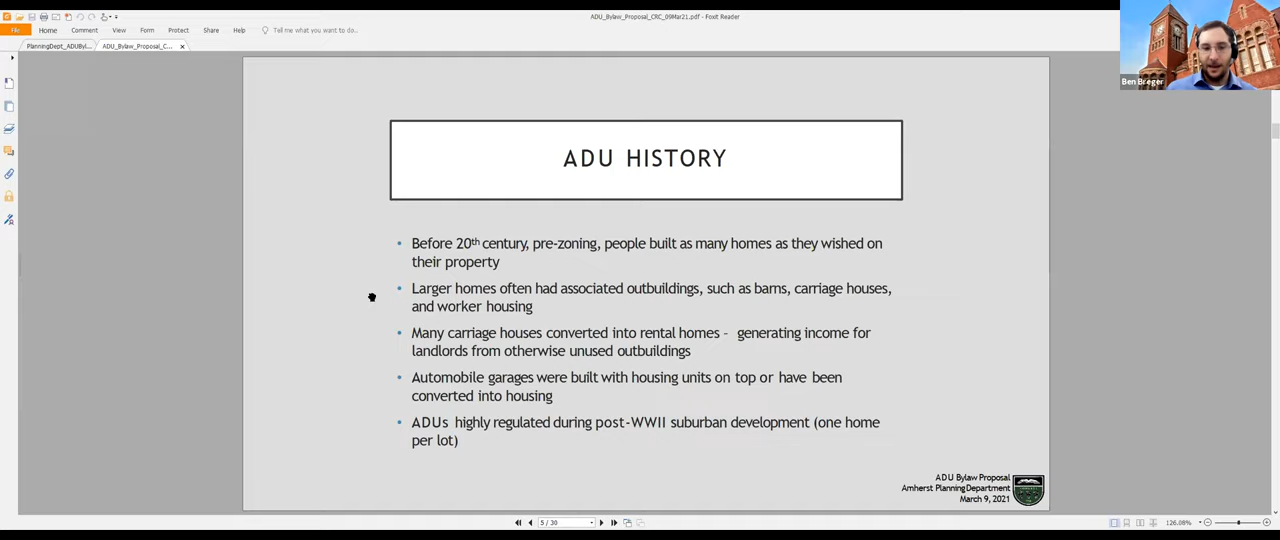 ADU_Bylaw_Proposal_CRC_09Mar21.pdf - Foxit Reader
File Home Comment View Form Protect Share Help Tell me what you want to do..
PlanningDept_ADUByl... ADU_Bylaw_Proposal_C...
Ben Breger
ADU HISTORY
• Before 20th century, pre-zoning, people built as many homes as they wished on
their property
• Larger homes often had associated outbuildings, such as barns, carriage houses,
and worker housing
• Many carriage houses converted into rental homes – generating income for
landlords from otherwise unused outbuildings
• Automobile garages were built with housing units on top or have been
converted into housing
• ADUs highly regulated during post-WWII suburban development (one home
per lot)
ADU Bylaw Proposal
Amherst Planning Department
March 9, 2021
5 / 30
126.08%